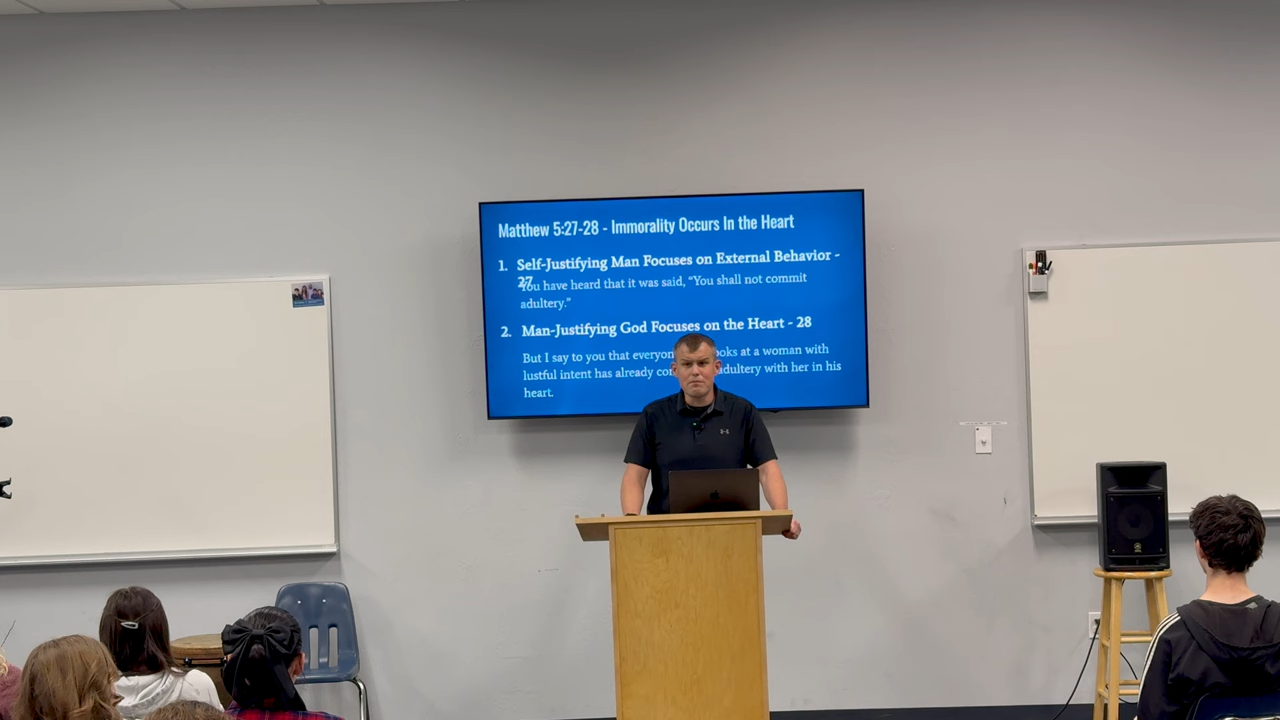 Matthew 5:27-28 - Immorality Occurs In the Heart
1. Self-Justifying Man Focuses on External Behavior -
27
You have heard that it was said, “You shall not commit
adultery.”
2. Man-Justifying God Focuses on the Heart - 28
But I say to you that everyone looks at a woman with
lustful intent has already adultery with her in his
heart.